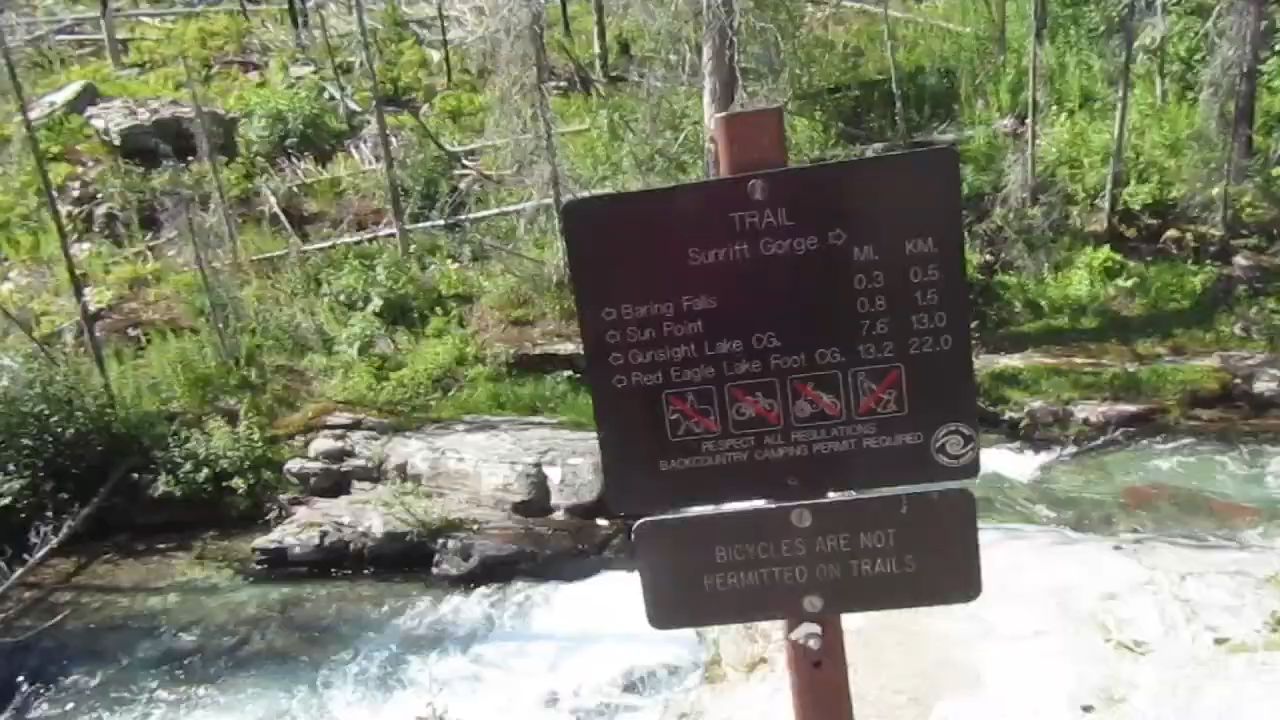 TRAIL
Sunrift Gorge ⇨ MI. KM.
⇦ Baring Falls 0.3 0.5
⇦ Sun Point 0.8 1.5
⇦ Gunsight Lake CG. 7.6 13.0
⇦ Red Eagle Lake Foot CG. 13.2 22.0
RESPECT ALL REGULATIONS
BACKCOUNTRY CAMPING PERMIT REQUIRED
BICYCLES ARE NOT
PERMITTED ON TRAILS